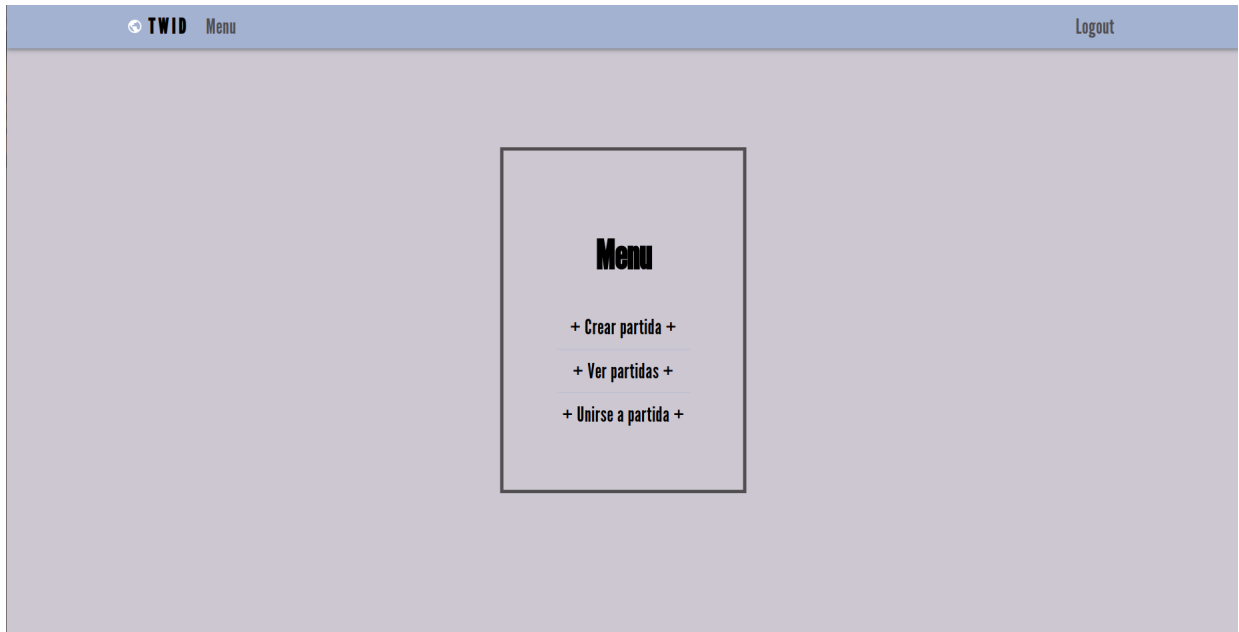 TWID Menu Logout
Menu
+ Crear partida +
+ Ver partidas +
+ Unirse a partida +